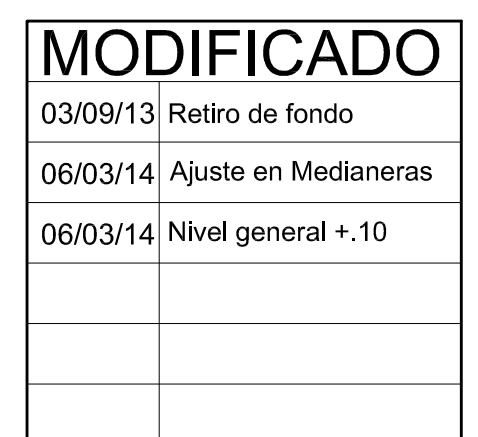 MODIFICADO
03/09/13 Retiro de fondo
06/03/14 Ajuste en Medianeras
06/03/14 Nivel general +.10